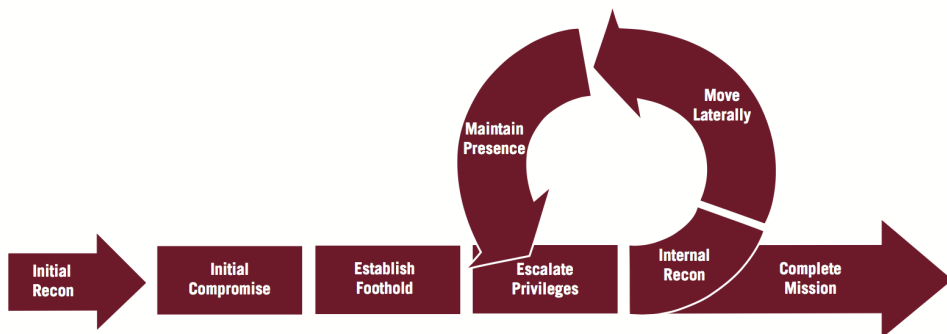 Initial
Recon
Initial
Compromise
Establish
Foothold
Escalate
Privileges
Internal
Recon
Move
Laterally
Maintain
Presence
Complete
Mission